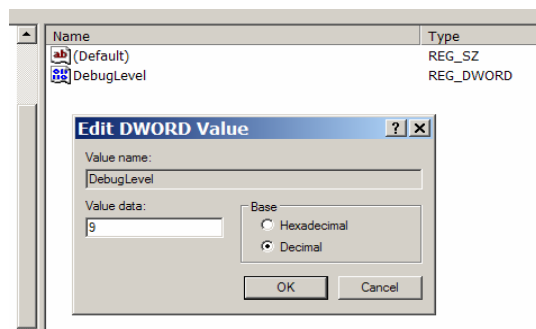 Name Type
(Default) REG_SZ
DebugLevel REG_DWORD
Edit DWORD Value
Value name:
DebugLevel
Value data:
9
Base
Hexadecimal
Decimal
OK Cancel